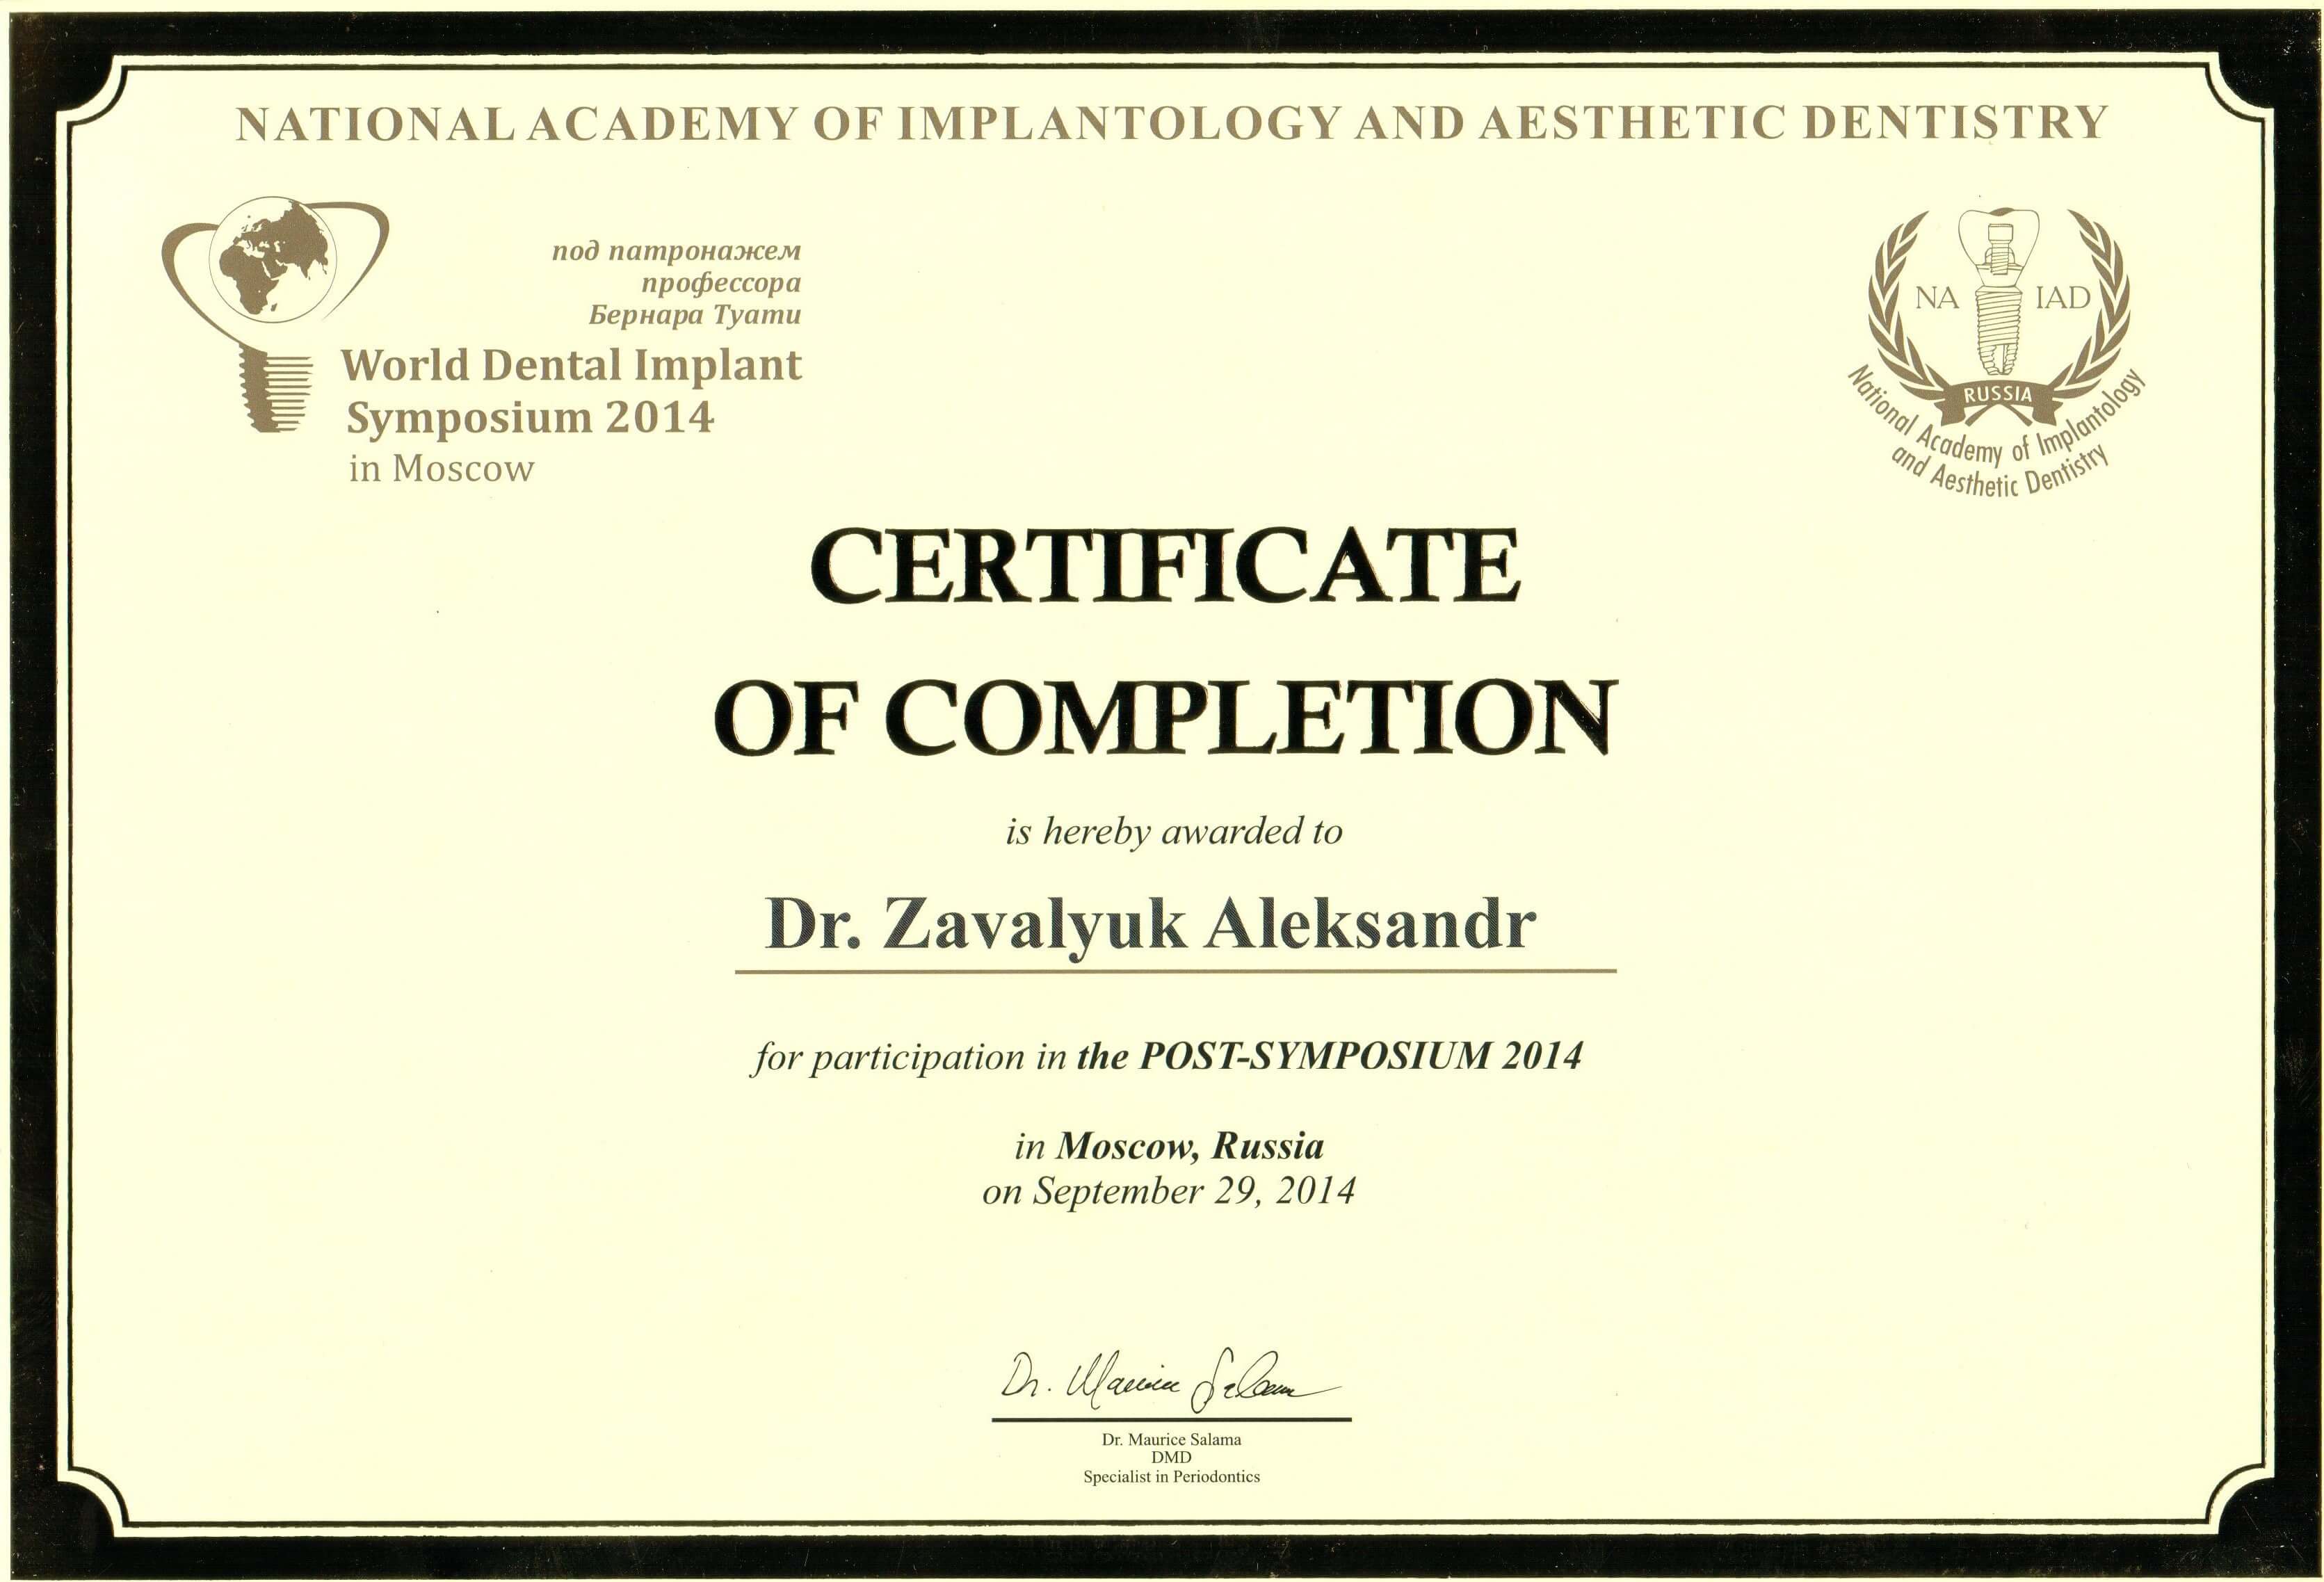 NATIONAL ACADEMY OF IMPLANTOLOGY AND AESTHETIC DENTISTRY
под патронажем
профессора
Бернара Туати
World Dental Implant
Symposium 2014
in Moscow
NA IAD
RUSSIA
National Academy of Implantology
and Aesthetic Dentistry
CERTIFICATE
OF COMPLETION
is hereby awarded to
Dr. Zavalyuk Aleksandr
for participation in the POST-SYMPOSIUM 2014
in Moscow, Russia
on September 29, 2014
Dr. Maurice Salama
Dr. Maurice Salama
DMD
Specialist in Periodontics